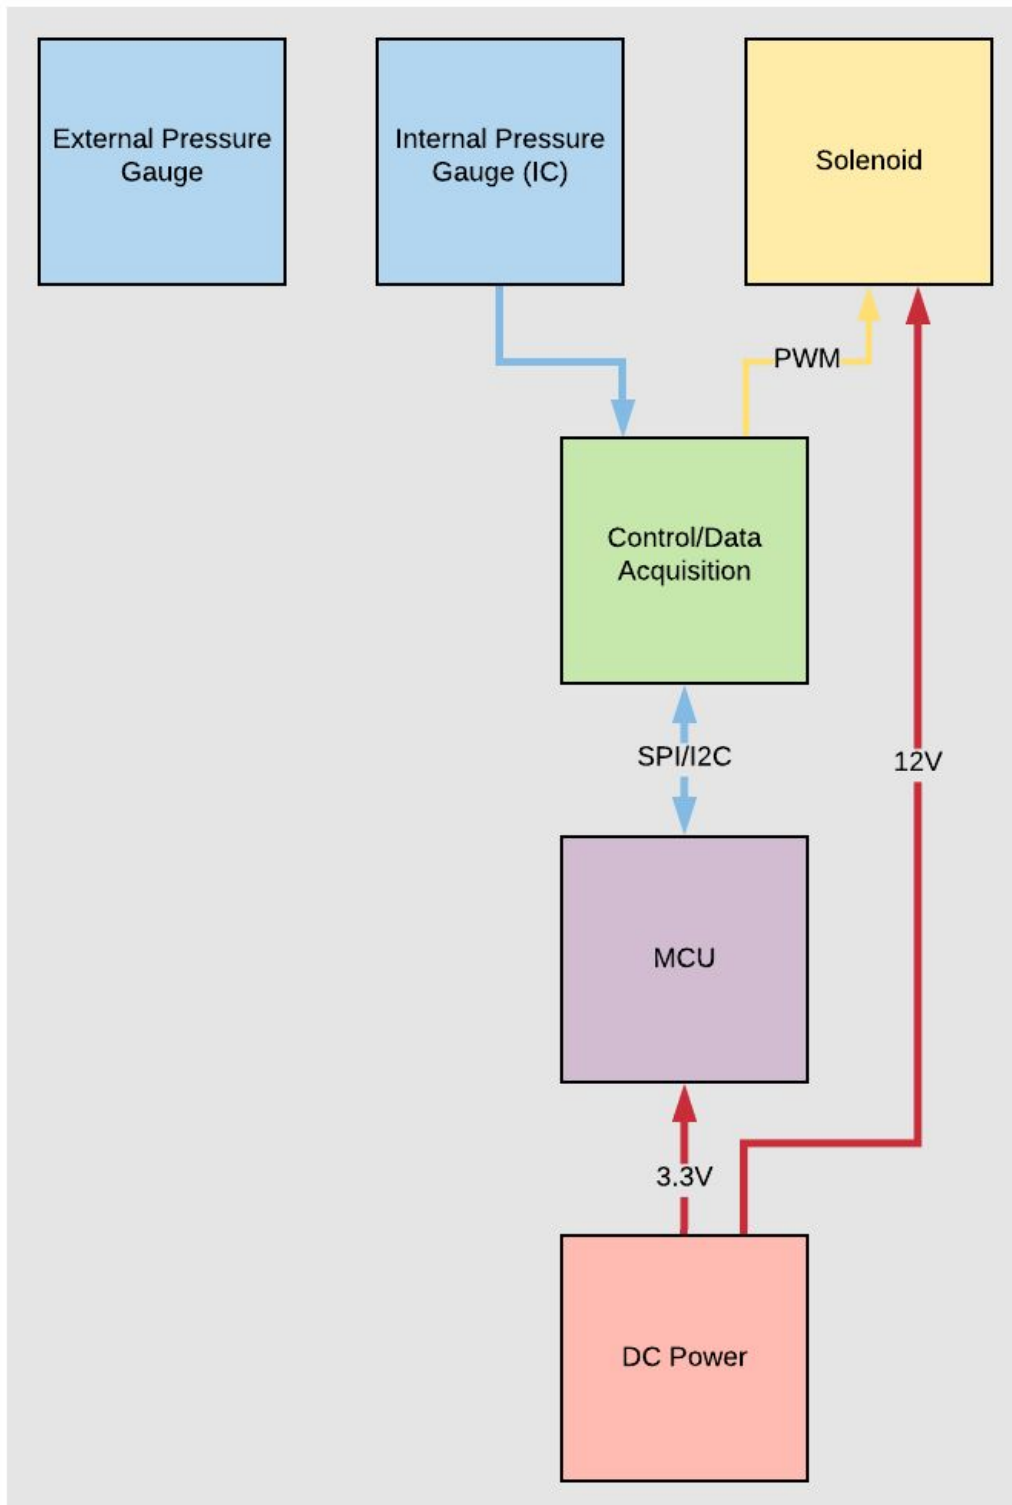 External Pressure
Gauge
Internal Pressure
Gauge (IC)
Solenoid
PWM
Control/Data
Acquisition
SPI/I2C
12V
MCU
3.3V
DC Power